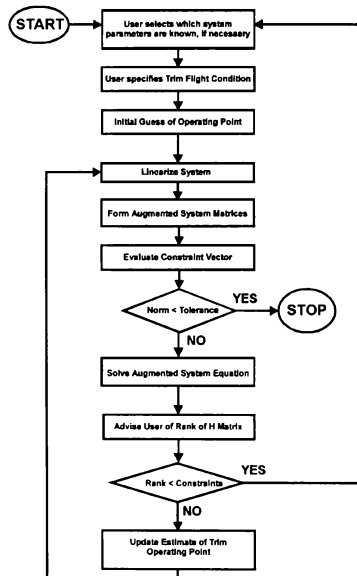 START
User selects which system
parameters are known, if necessary
User specifies Trim Flight Condition
Initial Guess of Operating Point
Linearize System
Form Augmented System Matrices
Evaluate Constraint Vector
Norm < Tolerance
YES
STOP
NO
Solve Augmented System Equation
Advise User of Rank of H Matrix
Rank < Constraints
YES
NO
Update Estimate of Trim
Operating Point